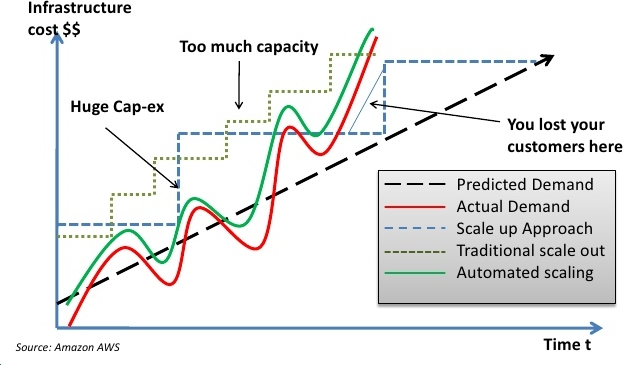 Infrastructure
cost $$
Too much capacity
Huge Cap-ex
You lost your
customers here
Predicted Demand
Actual Demand
Scale up Approach
Traditional scale out
Automated scaling
Time t
Source: Amazon AWS